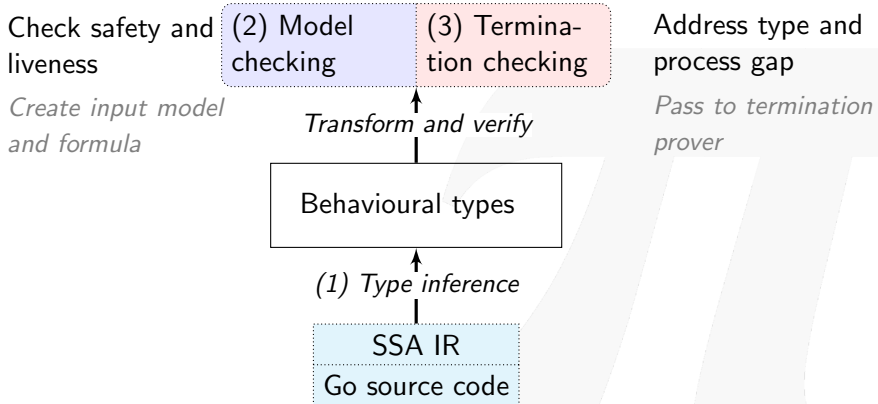 Check safety and
liveness
Create input model
and formula
(2) Model
checking
(3) Termina-
tion checking
Address type and
process gap
Pass to termination
prover
Transform and verify
Behavioural types
(1) Type inference
SSA IR
Go source code